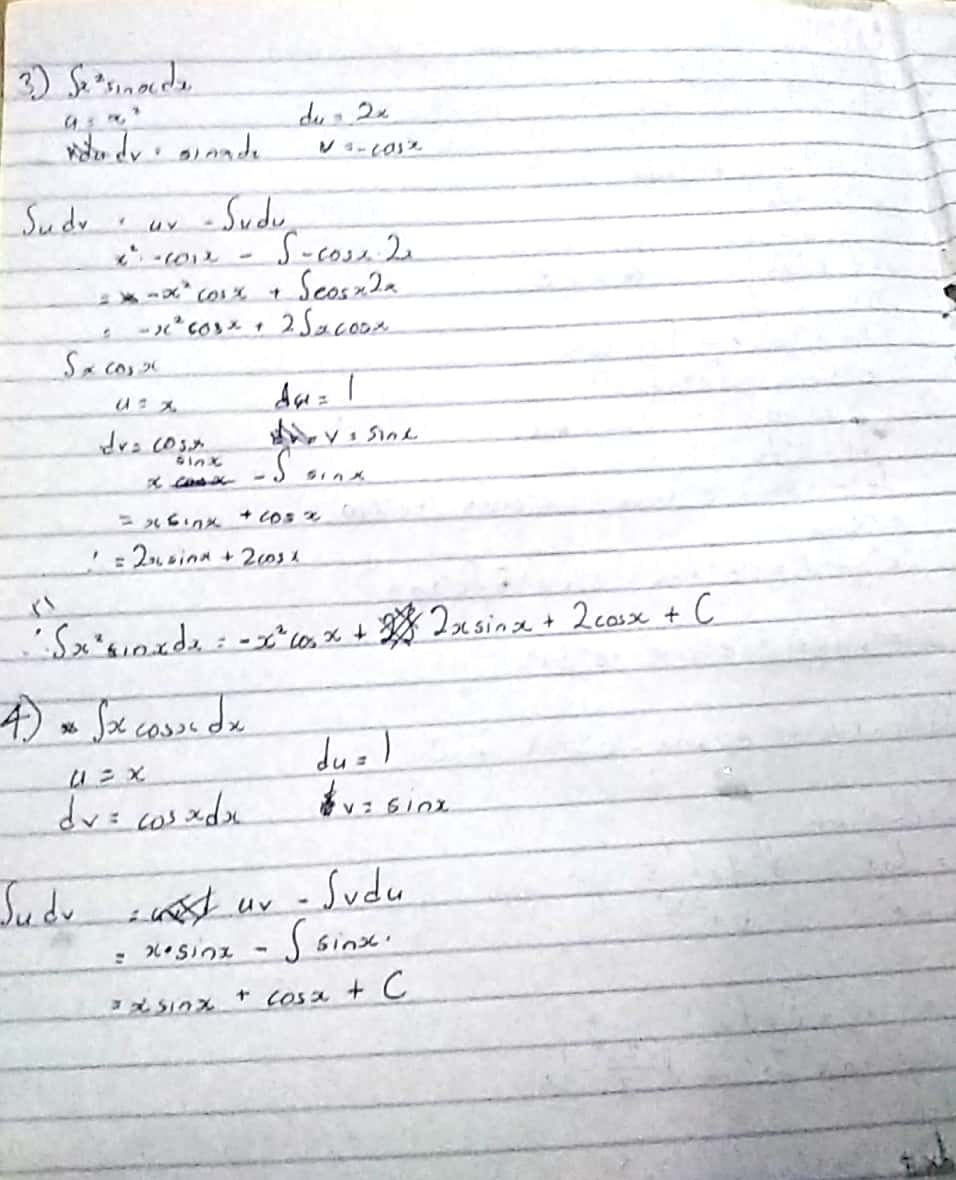 3) ∫x² sinx dx
u = x² du = 2x
dv = sinx dx v = -cosx
∫u dv = uv - ∫v du
x² · -cosx - ∫-cosx · 2x
= -x² cosx + ∫cosx 2x
= -x² cosx + 2∫x cosx
∫x cosx
u = x du = 1
dv = cosx v = sinx
x sinx - ∫ sinx
= x sinx + cosx
= 2x sinx + 2cosx
∴ ∫x² sinx dx = -x² cosx + 2x sinx + 2cosx + C
4) ∫x cosx dx
u = x du = 1
dv = cosx dx v = sinx
∫u dv = uv - ∫v du
= x · sinx - ∫ sinx .
= x sinx + cosx + C